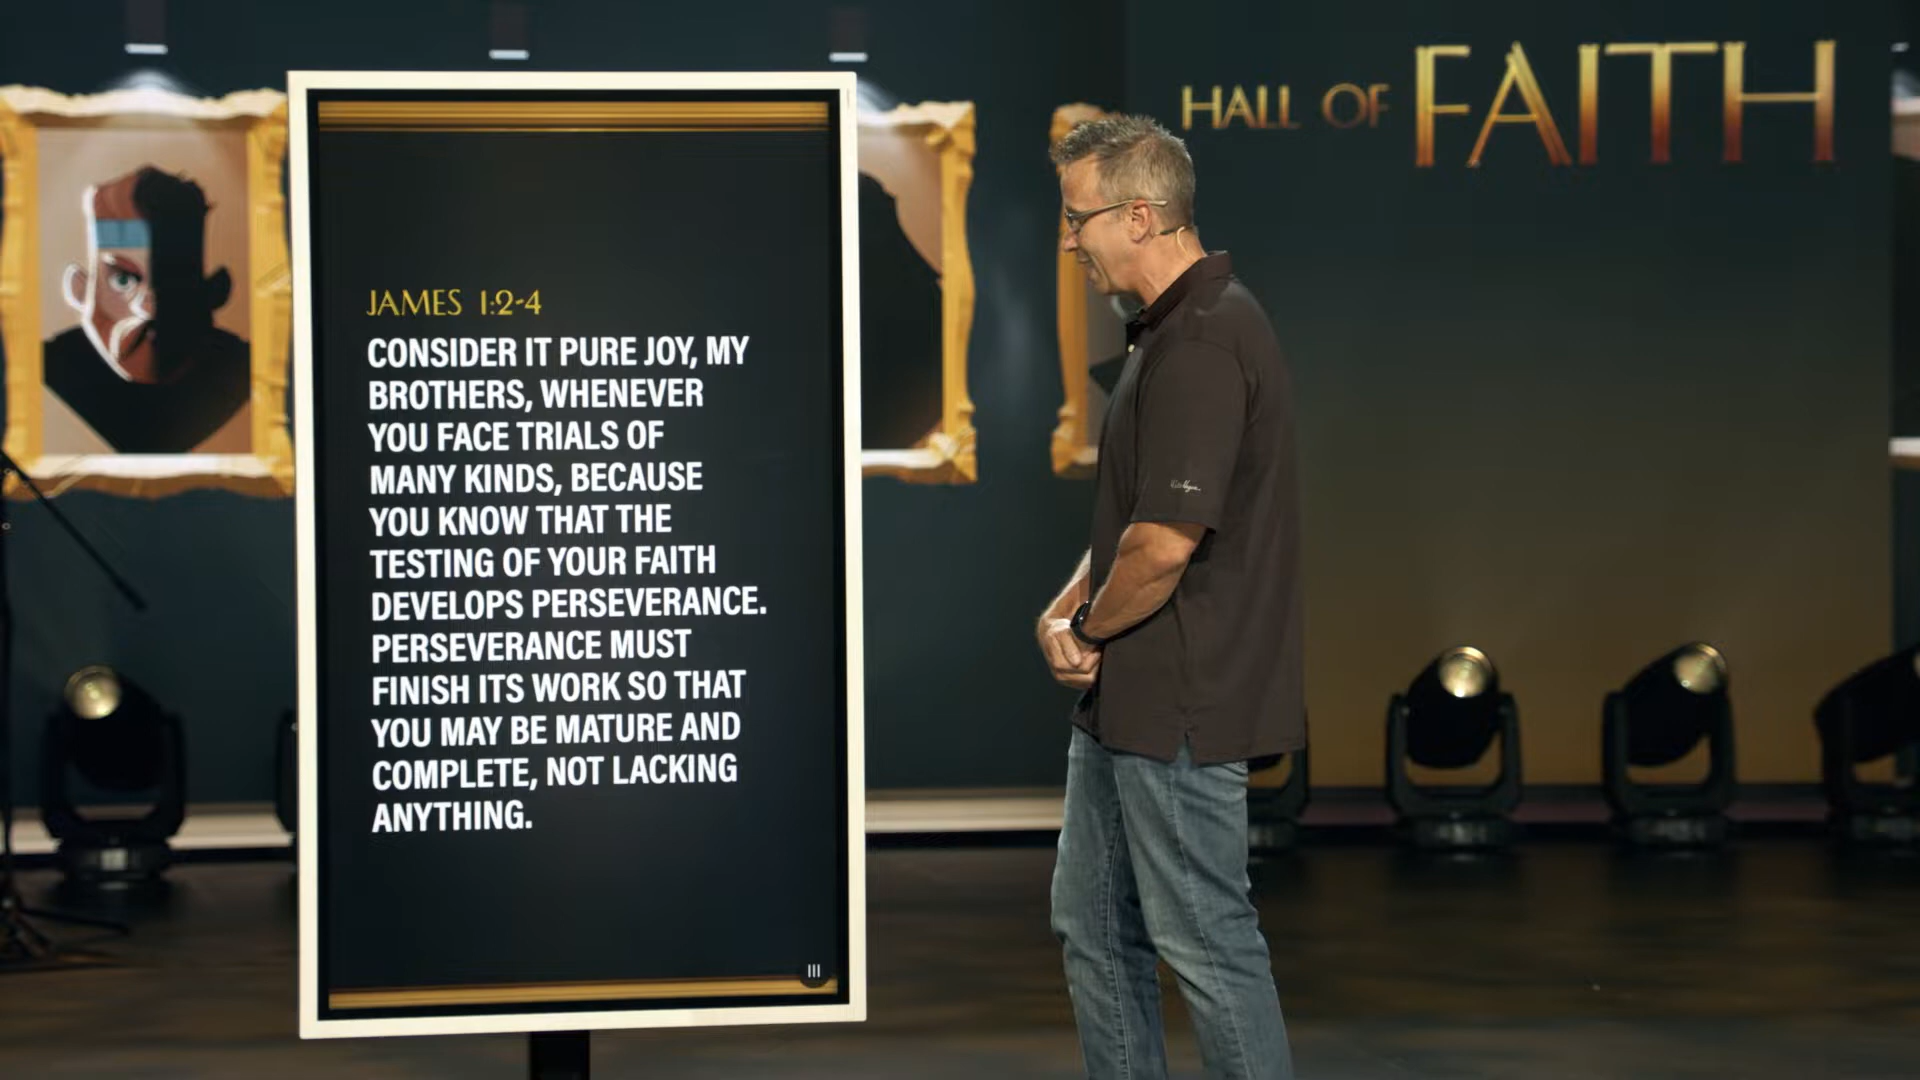 HALL OF FAITH
JAMES 1:2-4
CONSIDER IT PURE JOY, MY
BROTHERS, WHENEVER
YOU FACE TRIALS OF
MANY KINDS, BECAUSE
YOU KNOW THAT THE
TESTING OF YOUR FAITH
DEVELOPS PERSEVERANCE.
PERSEVERANCE MUST
FINISH ITS WORK SO THAT
YOU MAY BE MATURE AND
COMPLETE, NOT LACKING
ANYTHING.